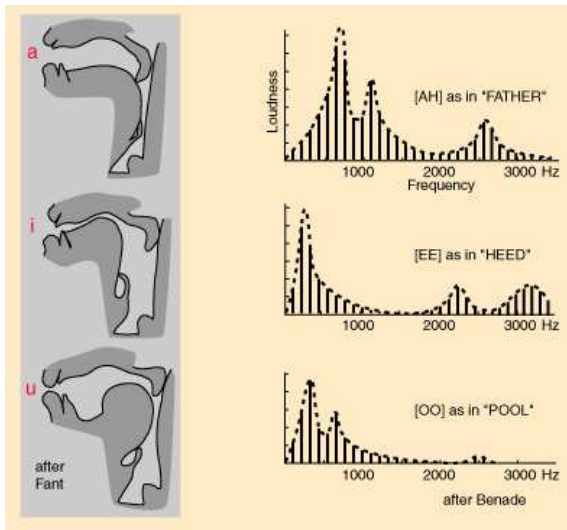 a
i
u
after
Fant
Loudness
[AH] as in "FATHER"
1000 2000 3000 Hz
Frequency
[EE] as in "HEED"
1000 2000 3000 Hz
[OO] as in "POOL"
1000 2000 3000 Hz
after Benade